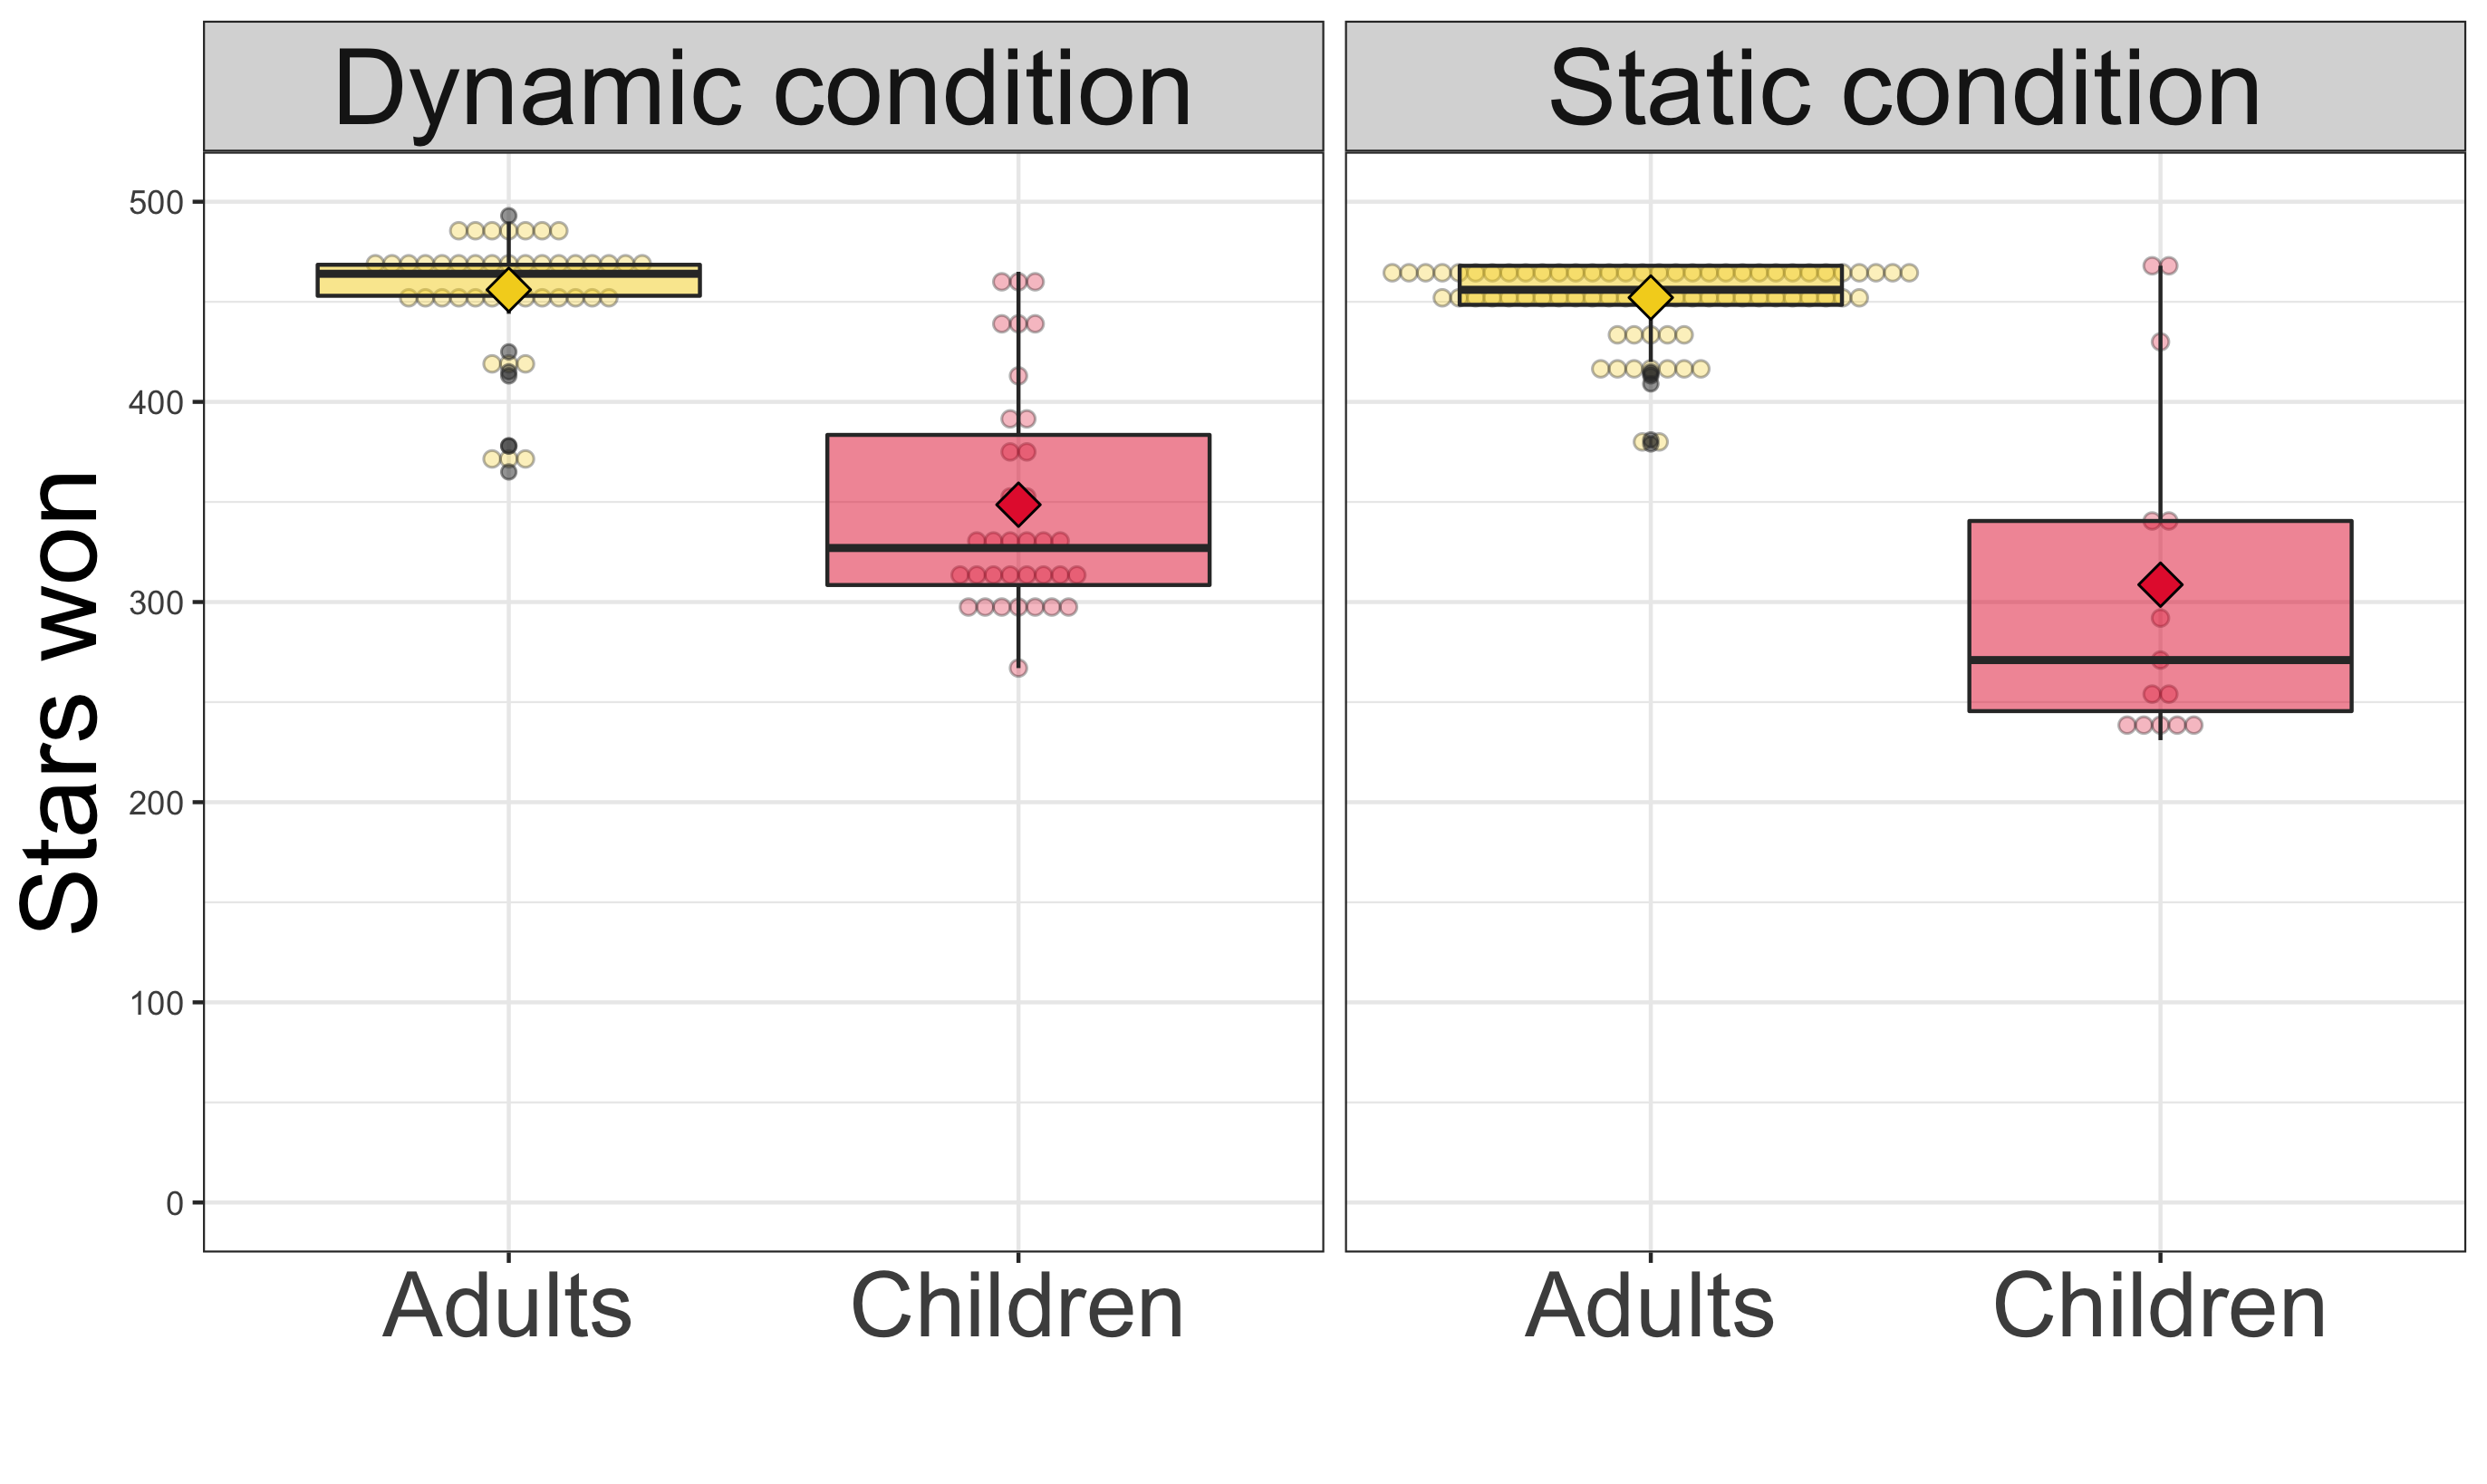 Dynamic condition
Static condition
Stars won
500
400
300
200
100
0
Adults
Children
Adults
Children